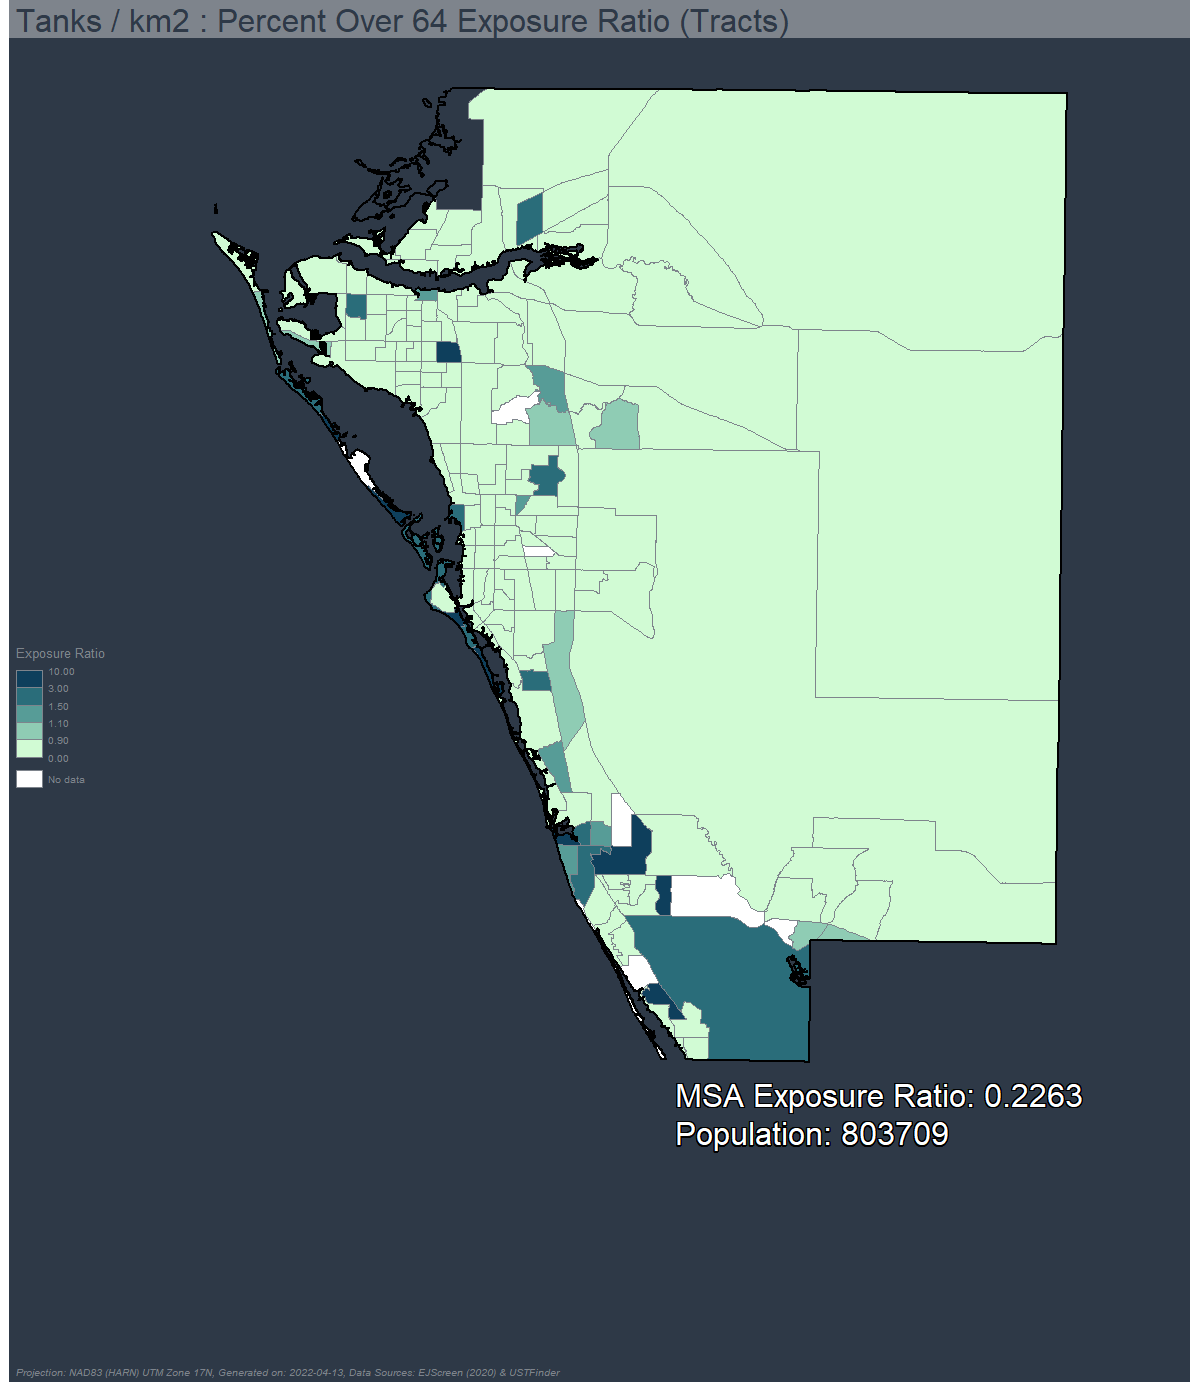 Tanks / km2 : Percent Over 64 Exposure Ratio (Tracts)
Exposure Ratio
10.00
3.00
1.50
1.10
0.90
0.00
No data
MSA Exposure Ratio: 0.2263
Population: 803709
Projection: NAD83 (HARN) UTM Zone 17N, Generated on: 2022-04-13, Data Sources: EJScreen (2020) & USTFinder